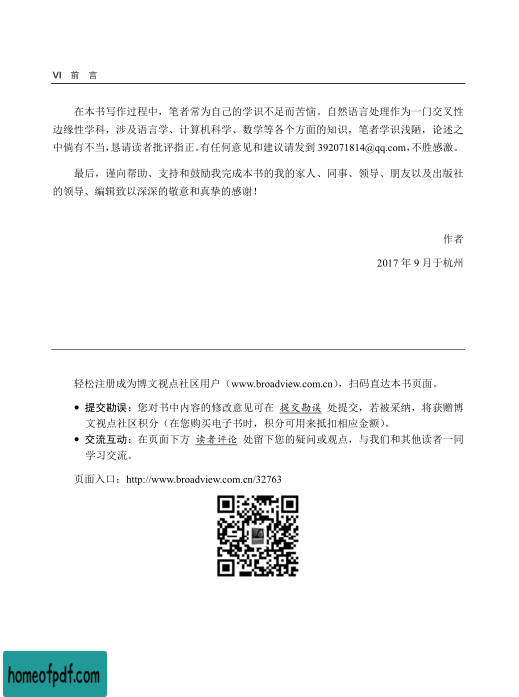 VI 前 言
在本书写作过程中，笔者常为自己的学识不足而苦恼。自然语言处理作为一门交叉性
边缘性学科，涉及语言学、计算机科学、数学等各个方面的知识，笔者学识浅陋，论述之
中倘有不当，恳请读者批评指正。有任何意见和建议请发到 392071814@qq.com，不胜感激。
最后，谨向帮助、支持和鼓励我完成本书的我的家人、同事、领导、朋友以及出版社
的领导、编辑致以深深的敬意和真挚的感谢！
作者
2017 年 9 月于杭州
轻松注册成为博文视点社区用户（www.broadview.com.cn），扫码直达本书页面。
● 提交勘误：您对书中内容的修改意见可在 提交勘误 处提交，若被采纳，将获赠博
文视点社区积分（在您购买电子书时，积分可用来抵扣相应金额）。
● 交流互动：在页面下方 读者评论 处留下您的疑问或观点，与我们和其他读者一同
学习交流。
页面入口：http://www.broadview.com.cn/32763
homeofpdf.com